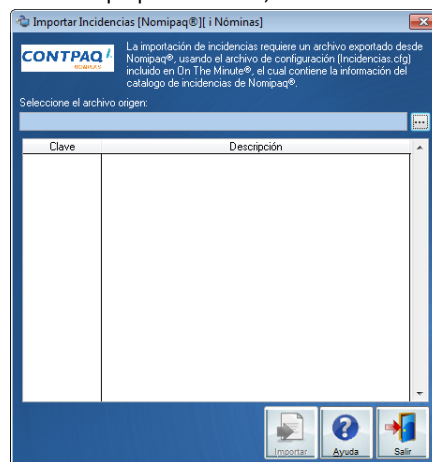 Importar Incidencias [Nomipaq®][ i Nóminas]
CONTPAQ i
NOMINAS
La importación de incidencias requiere un archivo exportado desde
Nomipaq®, usando el archivo de configuración (Incidencias.cfg)
incluido en On The Minute®, el cual contiene la información del
catalogo de incidencias de Nomipaq®.
Seleccione el archivo origen:
...
Clave Descripción
Importar Ayuda Salir